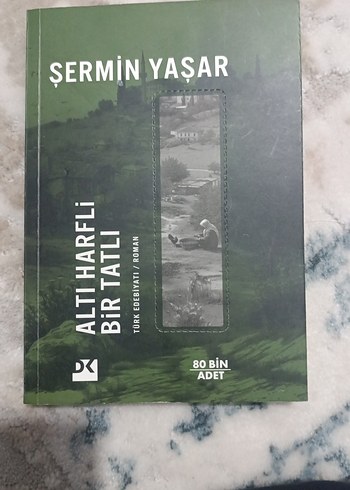 ŞERMİN YAŞAR
ALTI HARFLİ
BİR TATLI
TÜRK EDEBİYATI / ROMAN
DK
80 BİN
ADET